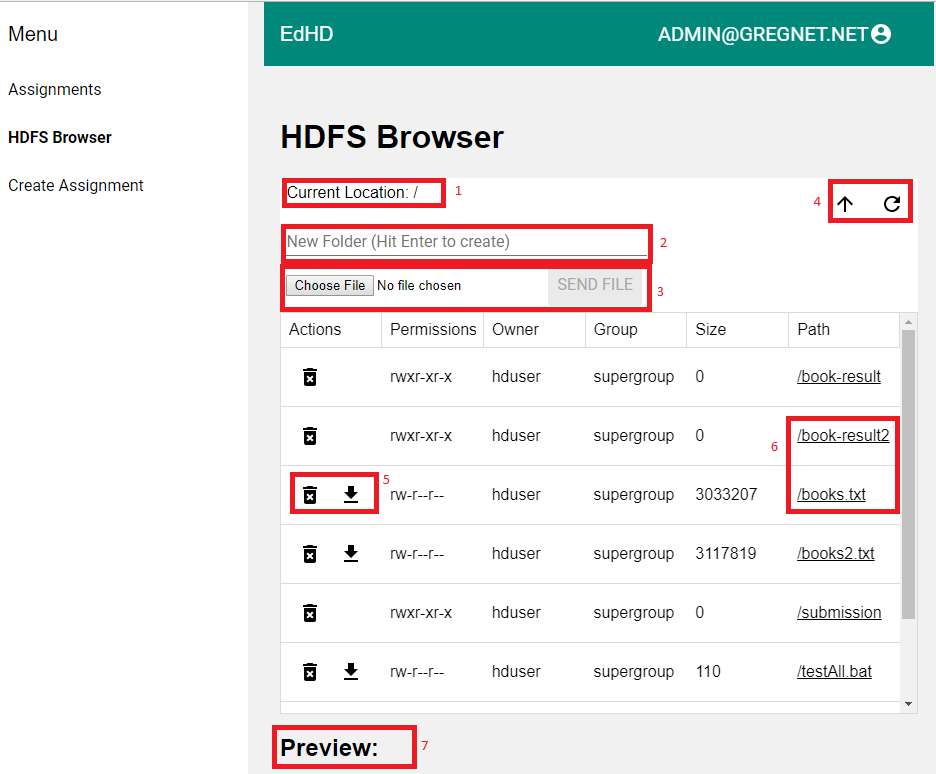 Menu
EdHD
ADMIN@GREGNET.NET
Assignments
HDFS Browser
Create Assignment
HDFS Browser
Current Location: / 1
4
New Folder (Hit Enter to create) 2
Choose File No file chosen SEND FILE 3
Actions Permissions Owner Group Size Path
rwxr-xr-x hduser supergroup 0 /book-result
rwxr-xr-x hduser supergroup 0 6 /book-result2
5 rw-r--r-- hduser supergroup 3033207 /books.txt
rw-r--r-- hduser supergroup 3117819 /books2.txt
rwxr-xr-x hduser supergroup 0 /submission
rw-r--r-- hduser supergroup 110 /testAll.bat
Preview: 7